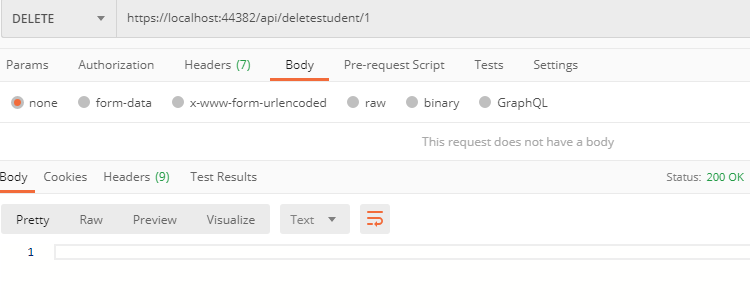 DELETE https://localhost:44382/api/deletestudent/1
Params Authorization Headers (7) Body Pre-request Script Tests Settings
none form-data x-www-form-urlencoded raw binary GraphQL
This request does not have a body
Body Cookies Headers (9) Test Results Status: 200 OK
Pretty Raw Preview Visualize Text
1